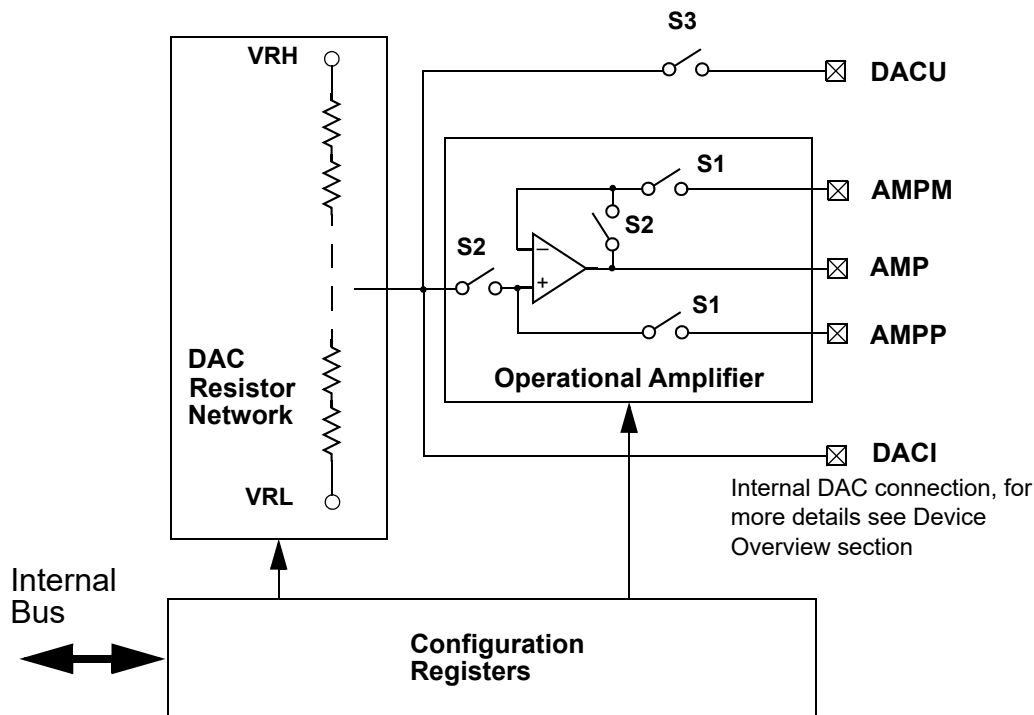 S3
VRH
DACU
S1
AMPM
S2
S2
−
AMP
+
S1
AMPP
DAC
Resistor
Network
Operational Amplifier
DACI
VRL
Internal DAC connection, for
more details see Device
Overview section
Internal
Bus
Configuration
Registers